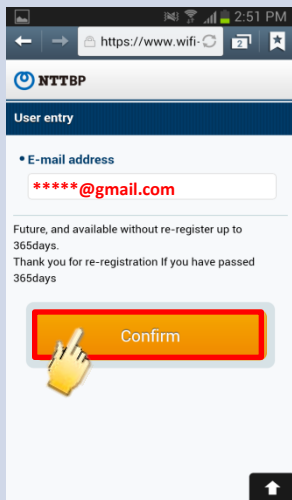 2:51 PM
https://www.wifi-
2
NTTBP
User entry
• E-mail address
*****@gmail.com
Future, and available without re-register up to
365days.
Thank you for re-registration If you have passed
365days
Confirm